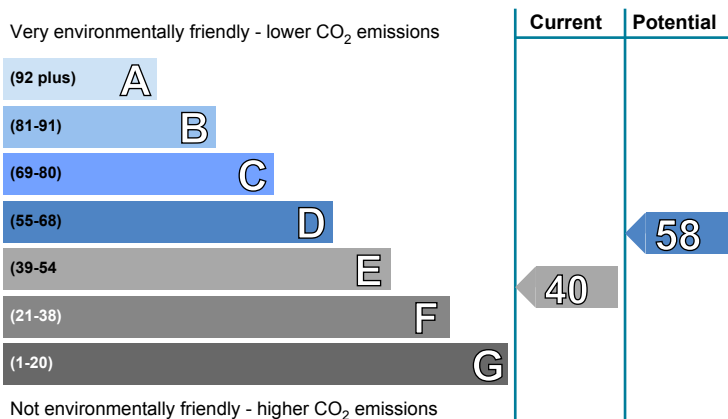 Very environmentally friendly - lower CO2 emissions
Current
Potential
(92 plus) A
(81-91) B
(69-80) C
(55-68) D
58
(39-54 E
40
(21-38) F
(1-20) G
Not environmentally friendly - higher CO2 emissions